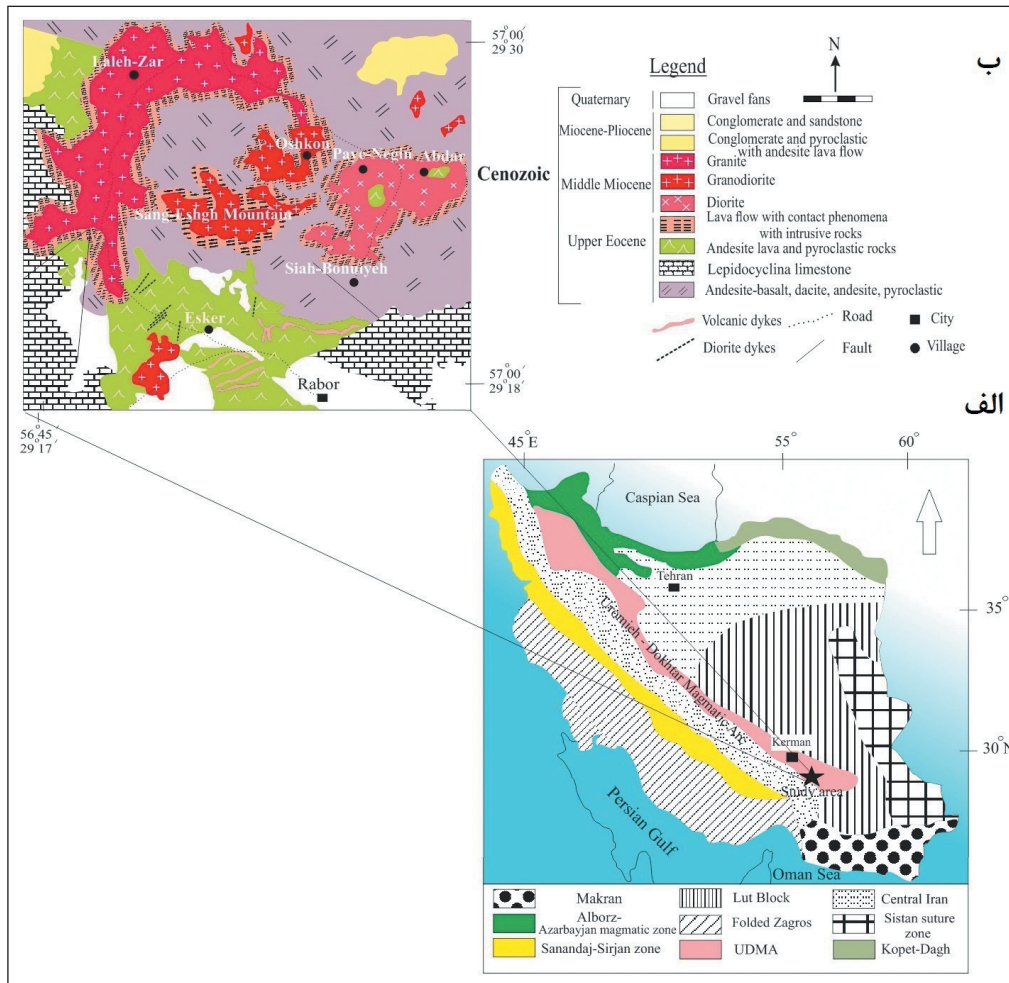 ب
57°00′
29 30
Laleh-Zar
Oshkou
Paye-Negin
Abdar
Sang-Eshgh Mountain
Siah-Bonuiyeh
Esker
Rabor
57°00′
29°18′
56°45′
29°17′
N
Legend
Cenozoic
Quaternary
Gravel fans
Miocene-Pliocene
Conglomerate and sandstone
Conglomerate and pyroclastic
with andesite lava flow
Middle Miocene
Granite
Granodiorite
Diorite
Upper Eocene
Lava flow with contact phenomena
with intrusive rocks
Andesite lava and pyroclastic rocks
Lepidocyclina limestone
Andesite-basalt, dacite, andesite, pyroclastic
Volcanic dykes
Road
City
Diorite dykes
Fault
Village
الف
45°E
55°
60°
Caspian Sea
Tehran
35°
Uromieh - Dokhtar Magmatic Arc
Kerman
30°N
Study area
Persian Gulf
Oman Sea
Makran
Lut Block
Central Iran
Alborz-
Azarbayjan magmatic zone
Folded Zagros
Sistan suture
zone
Sanandaj-Sirjan zone
UDMA
Kopet-Dagh